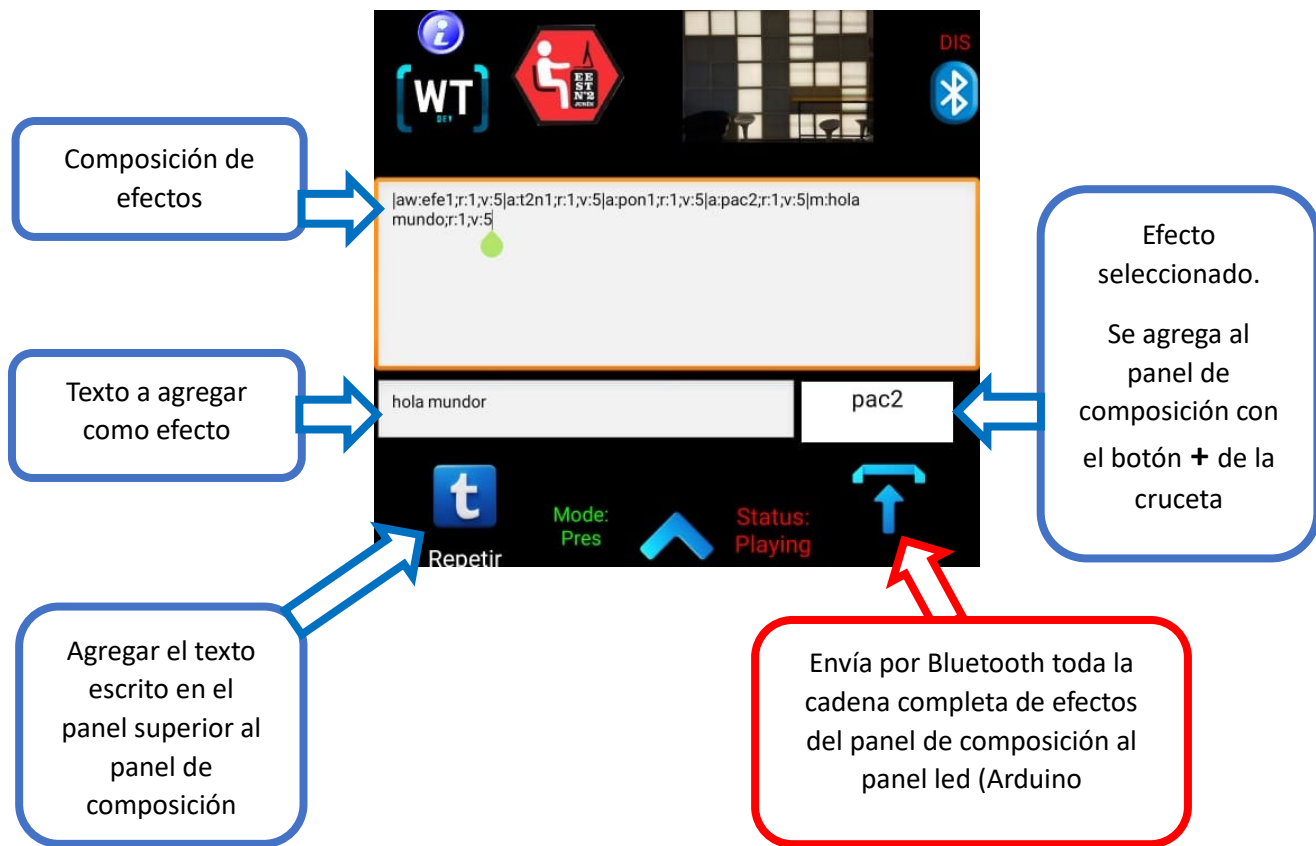 DIS
WT
DEV
EE
ST
Nº2
JUNÍN
Composición de
efectos
|aw:efe1;r:1;v:5|a:t2n1;r:1;v:5|a:pon1;r:1;v:5|a:pac2;r:1;v:5|m:hola
mundo;r:1;v:5
Efecto
seleccionado.
Se agrega al
panel de
composición con
el botón + de la
cruceta
Texto a agregar
como efecto
hola mundor
pac2
t
Mode:
Pres
Status:
Playing
Repetir
Agregar el texto
escrito en el
panel superior al
panel de
composición
Envía por Bluetooth toda la
cadena completa de efectos
del panel de composición al
panel led (Arduino